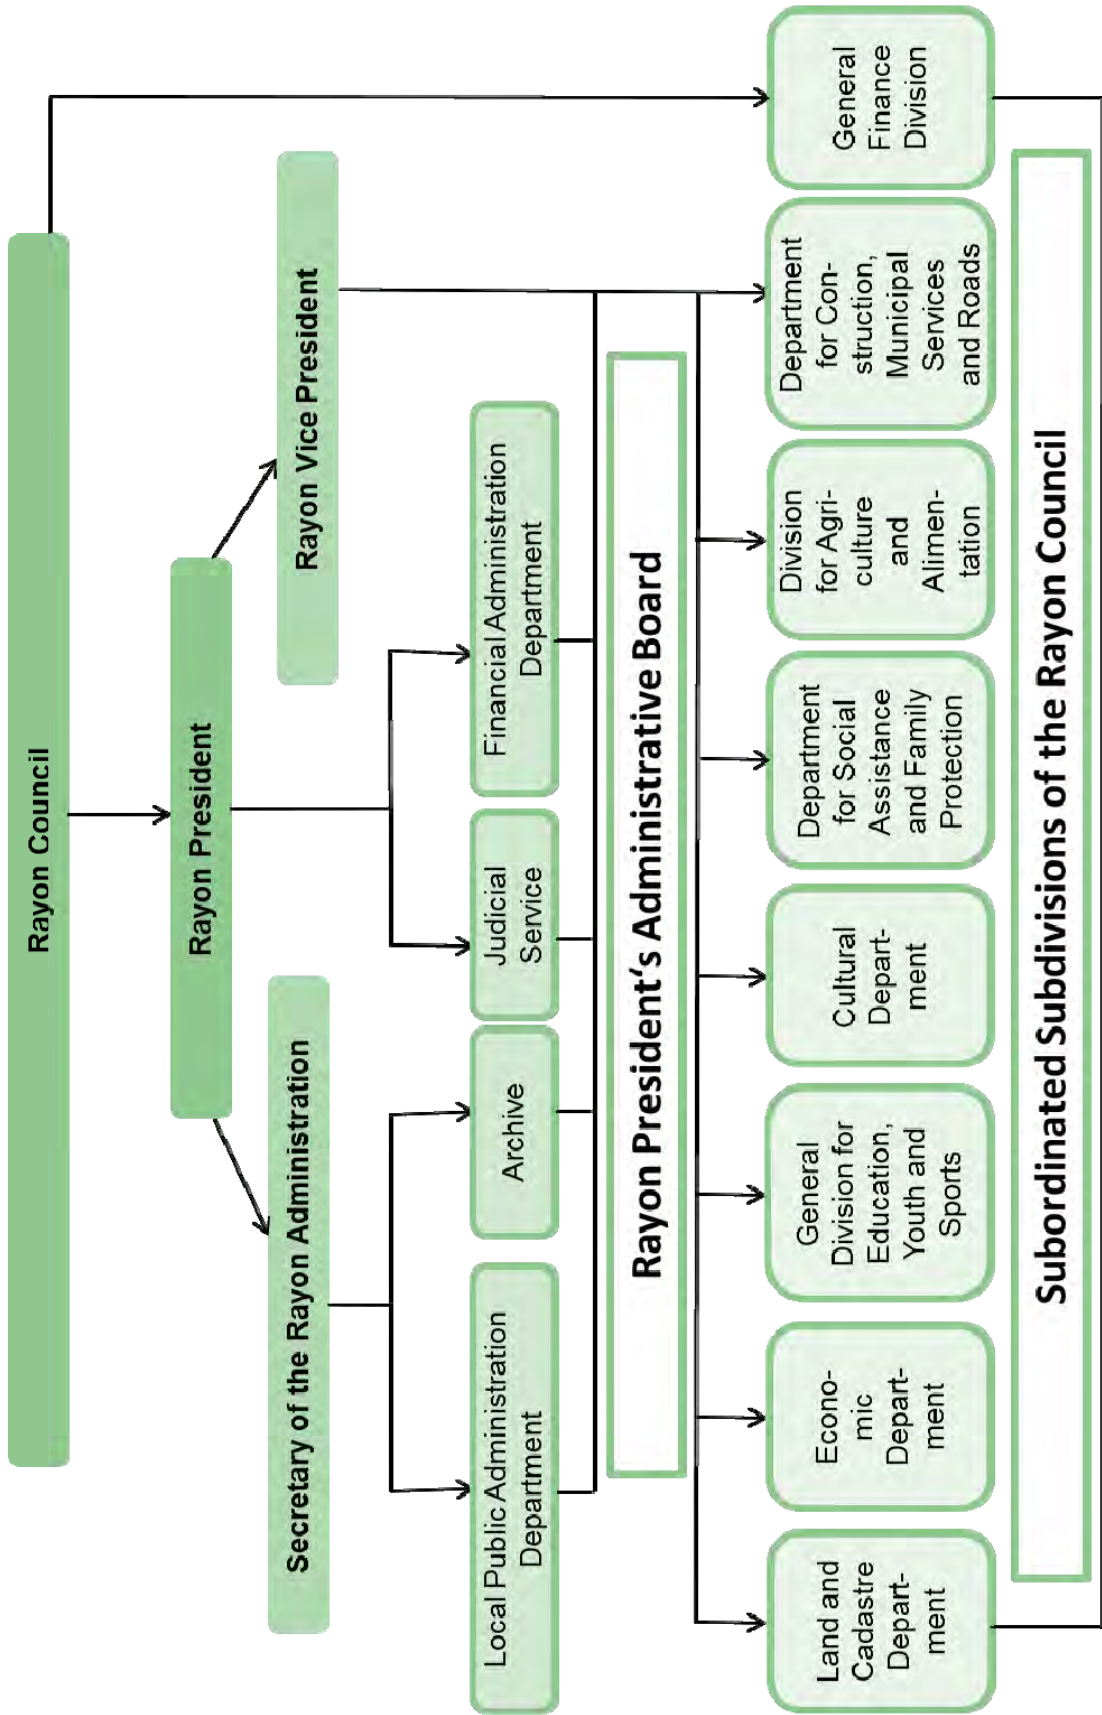 Rayon Council
Rayon President
Secretary of the Rayon Administration
Rayon Vice President
Local Public Administration
Department
Archive
Judicial
Service
Financial Administration
Department
Rayon President‘s Administrative Board
Land and
Cadastre
Depart-
ment
Econo-
mic
Depart-
ment
General
Division for
Education,
Youth and
Sports
Cultural
Depart-
ment
Department
for Social
Assistance
and Family
Protection
Division
for Agri-
culture
and
Alimen-
tation
Department
for Con-
struction,
Municipal
Services
and Roads
General
Finance
Division
Subordinated Subdivisions of the Rayon Council